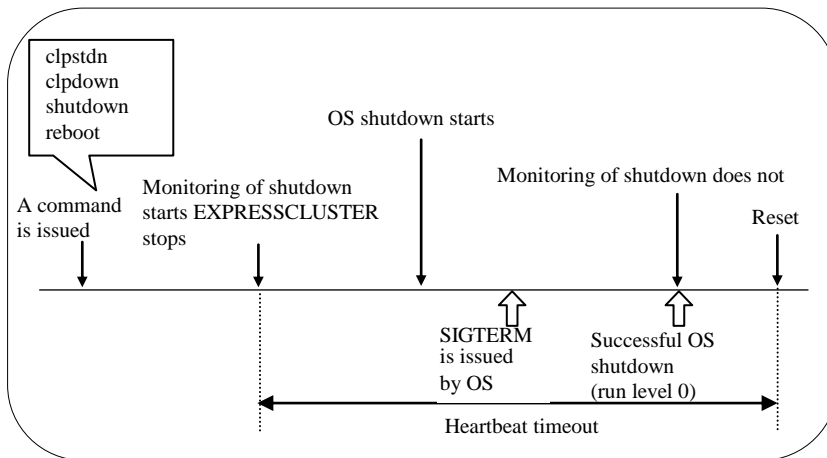 clpstdn
clpdown
shutdown
reboot
OS shutdown starts
A command
is issued
Monitoring of shutdown
starts EXPRESSCLUSTER
stops
Monitoring of shutdown does not
Reset
SIGTERM
is issued
by OS
Successful OS
shutdown
(run level 0)
Heartbeat timeout